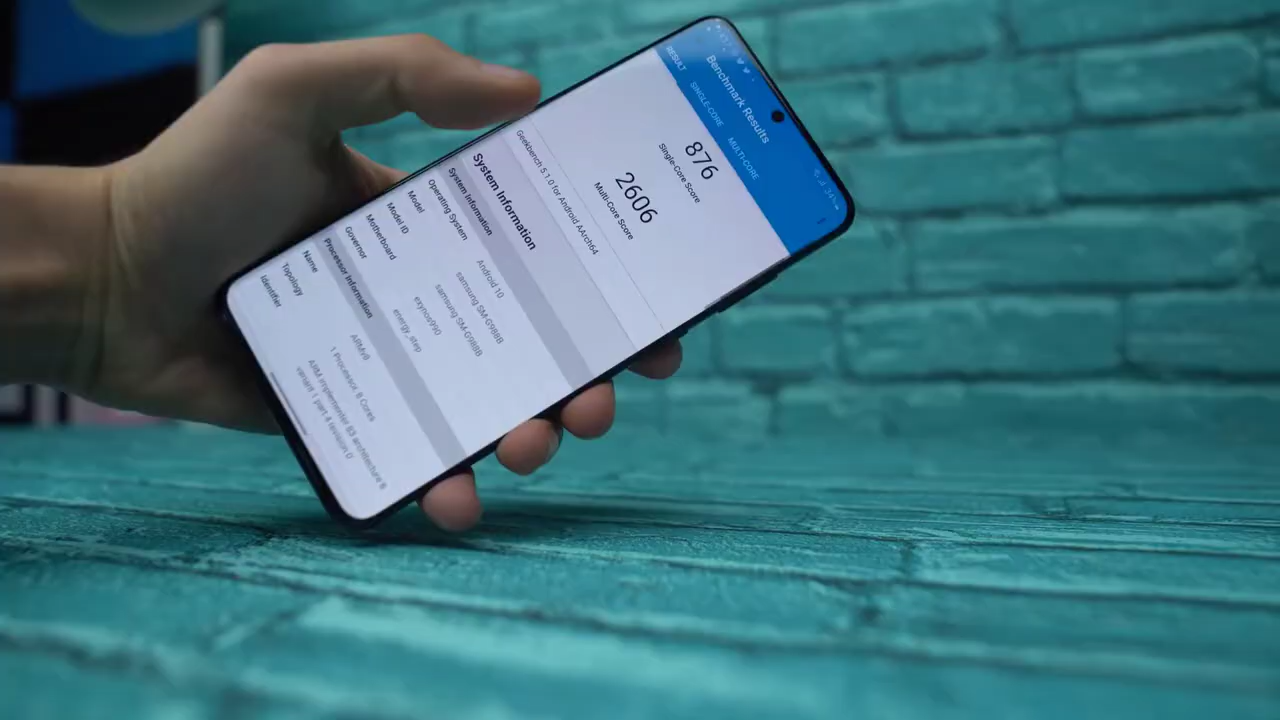 34%
Benchmark Results
RESULT
SINGLE-CORE
MULTI-CORE
876
Single-Core Score
2606
Multi-Core Score
Geekbench 5.1.0 for Android AArch64
System Information
System Information
Operating System
Android 10
Model
samsung SM-G988B
Model ID
samsung SM-G988B
Motherboard
exynos990
Governor
energy_step
Processor Information
Name
ARMv8
Topology
1 Processor, 8 Cores
Identifier
ARM implementer 83 architecture 8
variant 1 part 4 revision 0